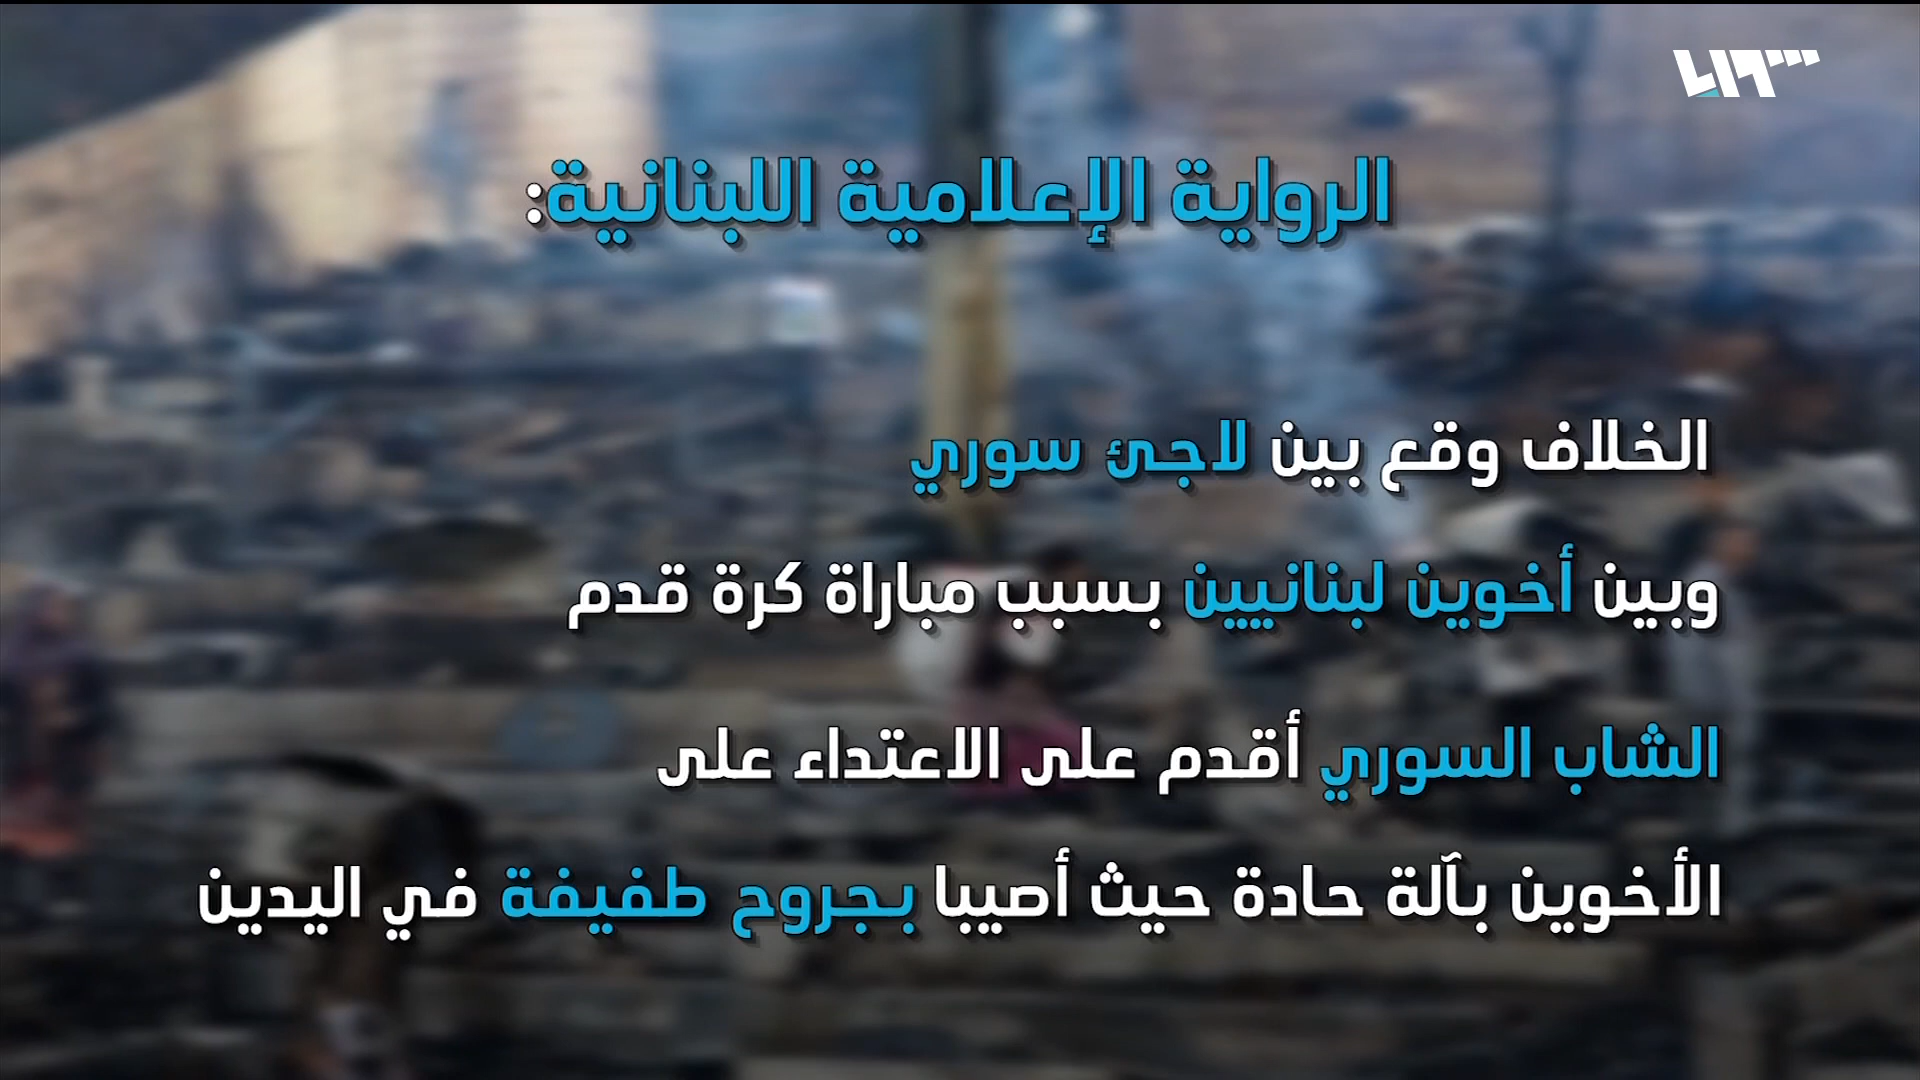 الرواية الإعلامية اللبنانية:
الخلاف وقع بين لاجئ سوري
وبين أخوين لبنانيين بسبب مباراة كرة قدم
الشاب السوري أقدم على الاعتداء على
الأخوين بآلة حادة حيث أصيبا بجروح طفيفة في اليدين